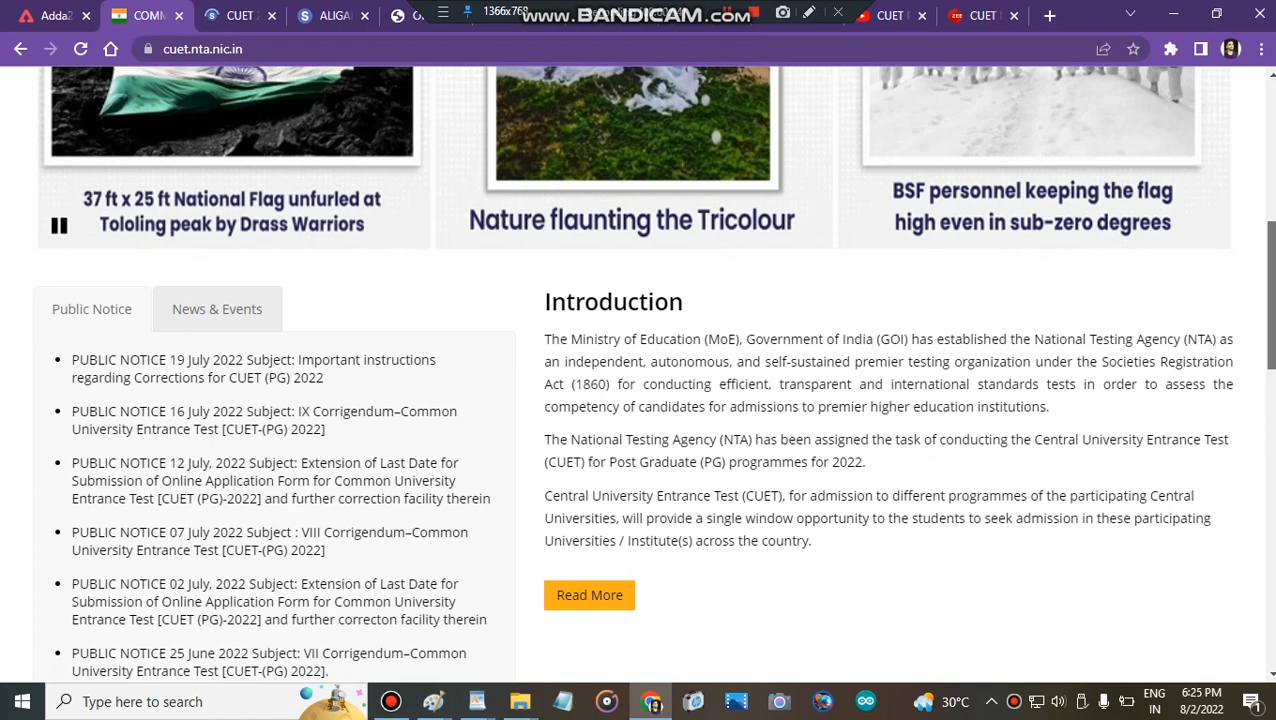 Adda2
COMM
CUET 2
ALIGAR
1366x768
www.BANDICAM.com
CUET
CUET
cuet.nta.nic.in
37 ft x 25 ft National Flag unfurled at
Tololing peak by Drass Warriors
Nature flaunting the Tricolour
BSF personnel keeping the flag
high even in sub-zero degrees
Public Notice
News & Events
PUBLIC NOTICE 19 July 2022 Subject: Important instructions
regarding Corrections for CUET (PG) 2022
PUBLIC NOTICE 16 July 2022 Subject: IX Corrigendum–Common
University Entrance Test [CUET-(PG) 2022]
PUBLIC NOTICE 12 July, 2022 Subject: Extension of Last Date for
Submission of Online Application Form for Common University
Entrance Test [CUET (PG)-2022] and further correction facility therein
PUBLIC NOTICE 07 July 2022 Subject : VIII Corrigendum–Common
University Entrance Test [CUET-(PG) 2022]
PUBLIC NOTICE 02 July, 2022 Subject: Extension of Last Date for
Submission of Online Application Form for Common University
Entrance Test [CUET (PG)-2022] and further correcton facility therein
PUBLIC NOTICE 25 June 2022 Subject: VII Corrigendum–Common
University Entrance Test [CUET-(PG) 2022].
Introduction
The Ministry of Education (MoE), Government of India (GOI) has established the National Testing Agency (NTA) as
an independent, autonomous, and self-sustained premier testing organization under the Societies Registration
Act (1860) for conducting efficient, transparent and international standards tests in order to assess the
competency of candidates for admissions to premier higher education institutions.
The National Testing Agency (NTA) has been assigned the task of conducting the Central University Entrance Test
(CUET) for Post Graduate (PG) programmes for 2022.
Central University Entrance Test (CUET), for admission to different programmes of the participating Central
Universities, will provide a single window opportunity to the students to seek admission in these participating
Universities / Institute(s) across the country.
Read More
Type here to search
30°C
ENG
IN
6:25 PM
8/2/2022
1